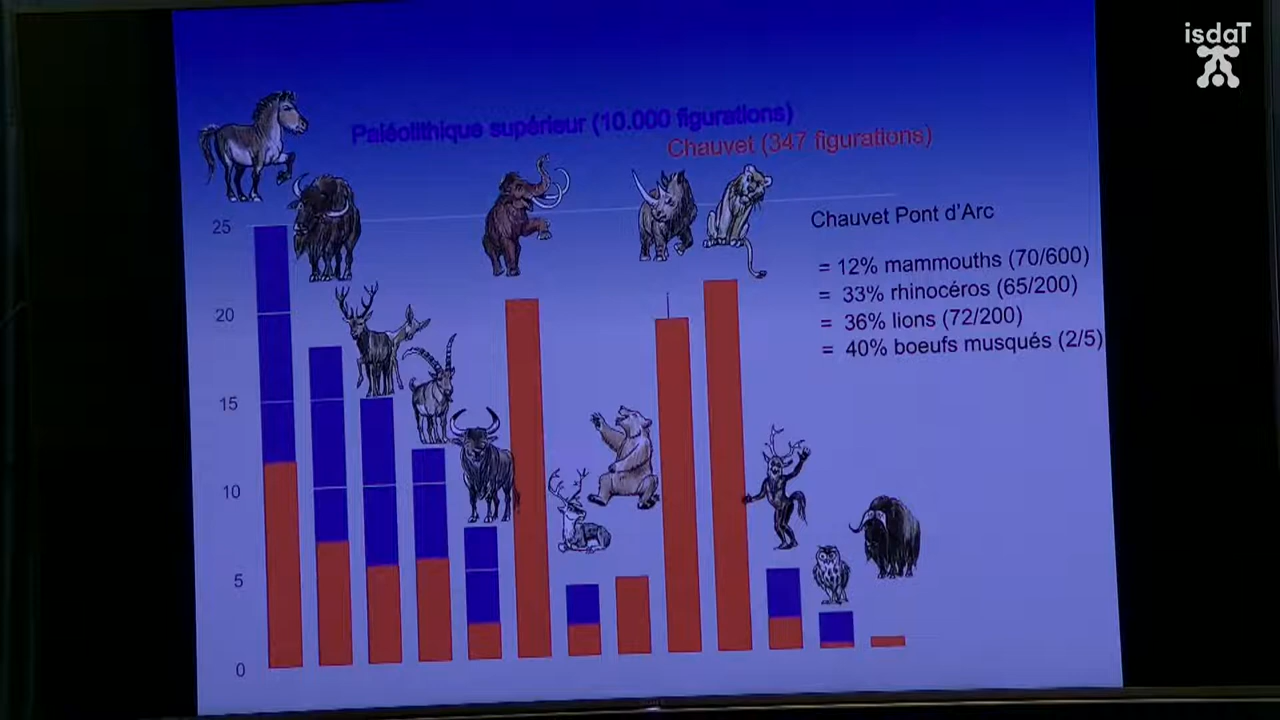 isdaT
Paléolithique supérieur (10.000 figurations)
Chauvet (347 figurations)
Chauvet Pont d'Arc
= 12% mammouths (70/600)
= 33% rhinocéros (65/200)
= 36% lions (72/200)
= 40% boeufs musqués (2/5)
25
20
15
10
5
0